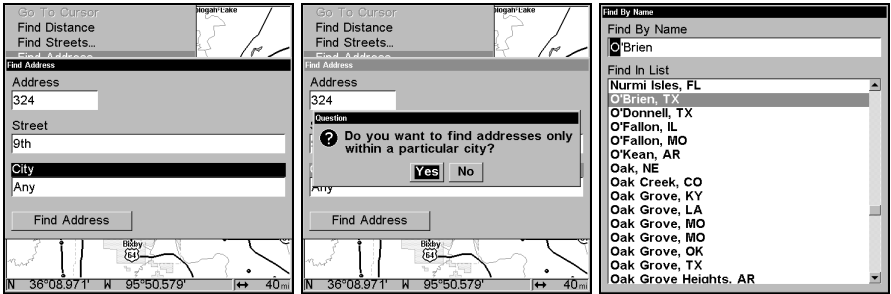 Go To Cursor
Find Distance
Find Streets...
Find Address
Address
324
Street
9th
City
Any
Find Address
Bixby
64
N 36°08.971' W 95°50.579' ↔ 40 mi
Go To Cursor
Find Distance
Find Streets...
Find Address
Address
324
Question
Do you want to find addresses only
within a particular city?
Yes No
Any
Find Address
Bixby
64
N 36°08.971' W 95°50.579' ↔ 40 mi
Find By Name
Find By Name
O'Brien
Find In List
Nurmi Isles, FL
O'Brien, TX
O'Donnell, TX
O'Fallon, IL
O'Fallon, MO
O'Kean, AR
Oak, NE
Oak Creek, CO
Oak Grove, KY
Oak Grove, LA
Oak Grove, MO
Oak Grove, MO
Oak Grove, OK
Oak Grove, TX
Oak Grove Heights, AR